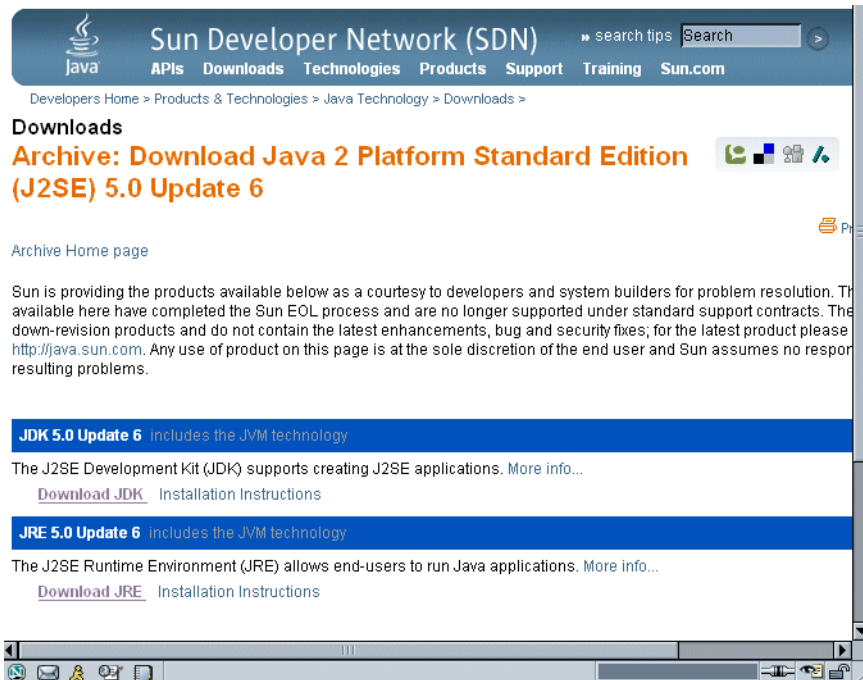 Java
Sun Developer Network (SDN)
» search tips Search
APIs Downloads Technologies Products Support Training Sun.com
Developers Home > Products & Technologies > Java Technology > Downloads >
Downloads
Archive: Download Java 2 Platform Standard Edition
(J2SE) 5.0 Update 6
Archive Home page
Sun is providing the products available below as a courtesy to developers and system builders for problem resolution.
available here have completed the Sun EOL process and are no longer supported under standard support contracts. The
down-revision products and do not contain the latest enhancements, bug and security fixes; for the latest product please
http://java.sun.com. Any use of product on this page is at the sole discretion of the end user and Sun assumes no
resulting problems.
JDK 5.0 Update 6 includes the JVM technology
The J2SE Development Kit (JDK) supports creating J2SE applications. More info...
Download JDK Installation Instructions
JRE 5.0 Update 6 includes the JVM technology
The J2SE Runtime Environment (JRE) allows end-users to run Java applications. More info...
Download JRE Installation Instructions